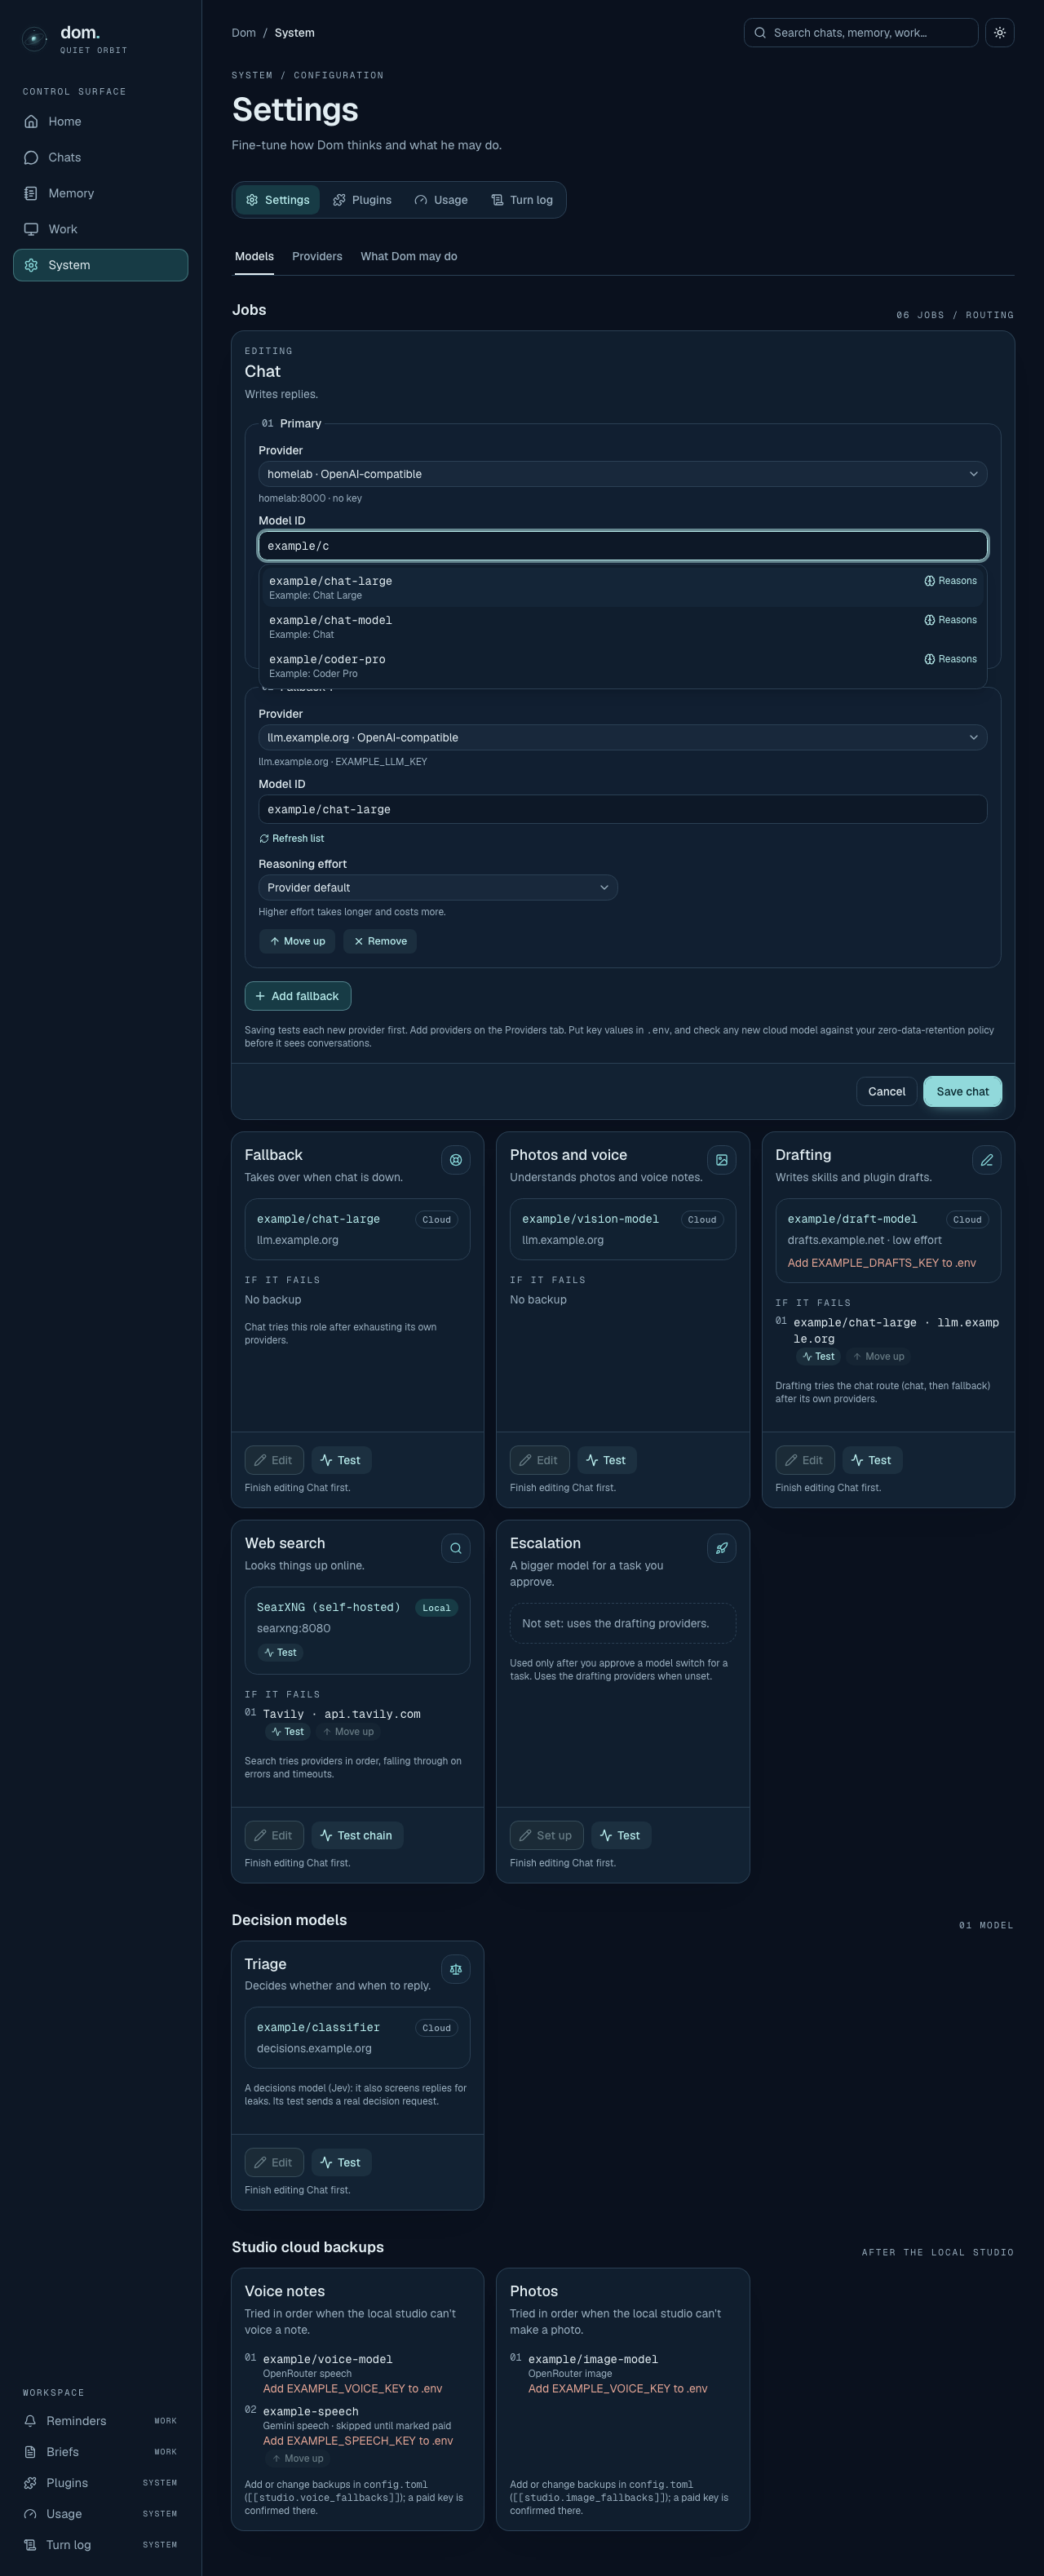 dom.
QUIET ORBIT
CONTROL SURFACE
Home
Chats
Memory
Work
System
WORKSPACE
Reminders WORK
Briefs WORK
Plugins SYSTEM
Usage SYSTEM
Turn log SYSTEM
Dom / System
Search chats, memory, work...
SYSTEM / CONFIGURATION
Settings
Fine-tune how Dom thinks and what he may do.
Settings Plugins Usage Turn log
Models Providers What Dom may do
Jobs
06 JOBS / ROUTING
EDITING
Chat
Writes replies.
01 Primary
Provider
homelab · OpenAI-compatible
homelab:8000 · no key
Model ID
example/c
example/chat-large Reasons
Example: Chat Large
example/chat-model Reasons
Example: Chat
example/coder-pro Reasons
Example: Coder Pro
Provider
llm.example.org · OpenAI-compatible
llm.example.org · EXAMPLE_LLM_KEY
Model ID
example/chat-large
Refresh list
Reasoning effort
Provider default
Higher effort takes longer and costs more.
Move up Remove
Add fallback
Saving tests each new provider first. Add providers on the Providers tab. Put key values in .env, and check any new cloud model against your zero-data-retention policy
before it sees conversations.
Cancel Save chat
Fallback
Takes over when chat is down.
example/chat-large Cloud
llm.example.org
IF IT FAILS
No backup
Chat tries this role after exhausting its own
providers.
Edit Test
Finish editing Chat first.
Photos and voice
Understands photos and voice notes.
example/vision-model Cloud
llm.example.org
IF IT FAILS
No backup
Edit Test
Finish editing Chat first.
Drafting
Writes skills and plugin drafts.
example/draft-model Cloud
drafts.example.net · low effort
Add EXAMPLE_DRAFTS_KEY to .env
IF IT FAILS
01 example/chat-large · llm.examp
le.org
Test Move up
Drafting tries the chat route (chat, then fallback)
after its own providers.
Edit Test
Finish editing Chat first.
Web search
Looks things up online.
SearXNG (self-hosted) Local
searxng:8080
Test
IF IT FAILS
01 Tavily · api.tavily.com
Test Move up
Search tries providers in order, falling through on
errors and timeouts.
Edit Test chain
Finish editing Chat first.
Escalation
A bigger model for a task you
approve.
Not set: uses the drafting providers.
Used only after you approve a model switch for a
task. Uses the drafting providers when unset.
Set up Test
Finish editing Chat first.
Decision models
01 MODEL
Triage
Decides whether and when to reply.
example/classifier Cloud
decisions.example.org
A decisions model (Jev): it also screens replies for
leaks. Its test sends a real decision request.
Edit Test
Finish editing Chat first.
Studio cloud backups
AFTER THE LOCAL STUDIO
Voice notes
Tried in order when the local studio can't
voice a note.
01 example/voice-model
OpenRouter speech
Add EXAMPLE_VOICE_KEY to .env
02 example-speech
Gemini speech · skipped until marked paid
Add EXAMPLE_SPEECH_KEY to .env
Move up
Add or change backups in config.toml
([[studio.voice_fallbacks]]); a paid key is
confirmed there.
Photos
Tried in order when the local studio can't
make a photo.
01 example/image-model
OpenRouter image
Add EXAMPLE_VOICE_KEY to .env
Add or change backups in config.toml
([[studio.image_fallbacks]]); a paid key is
confirmed there.